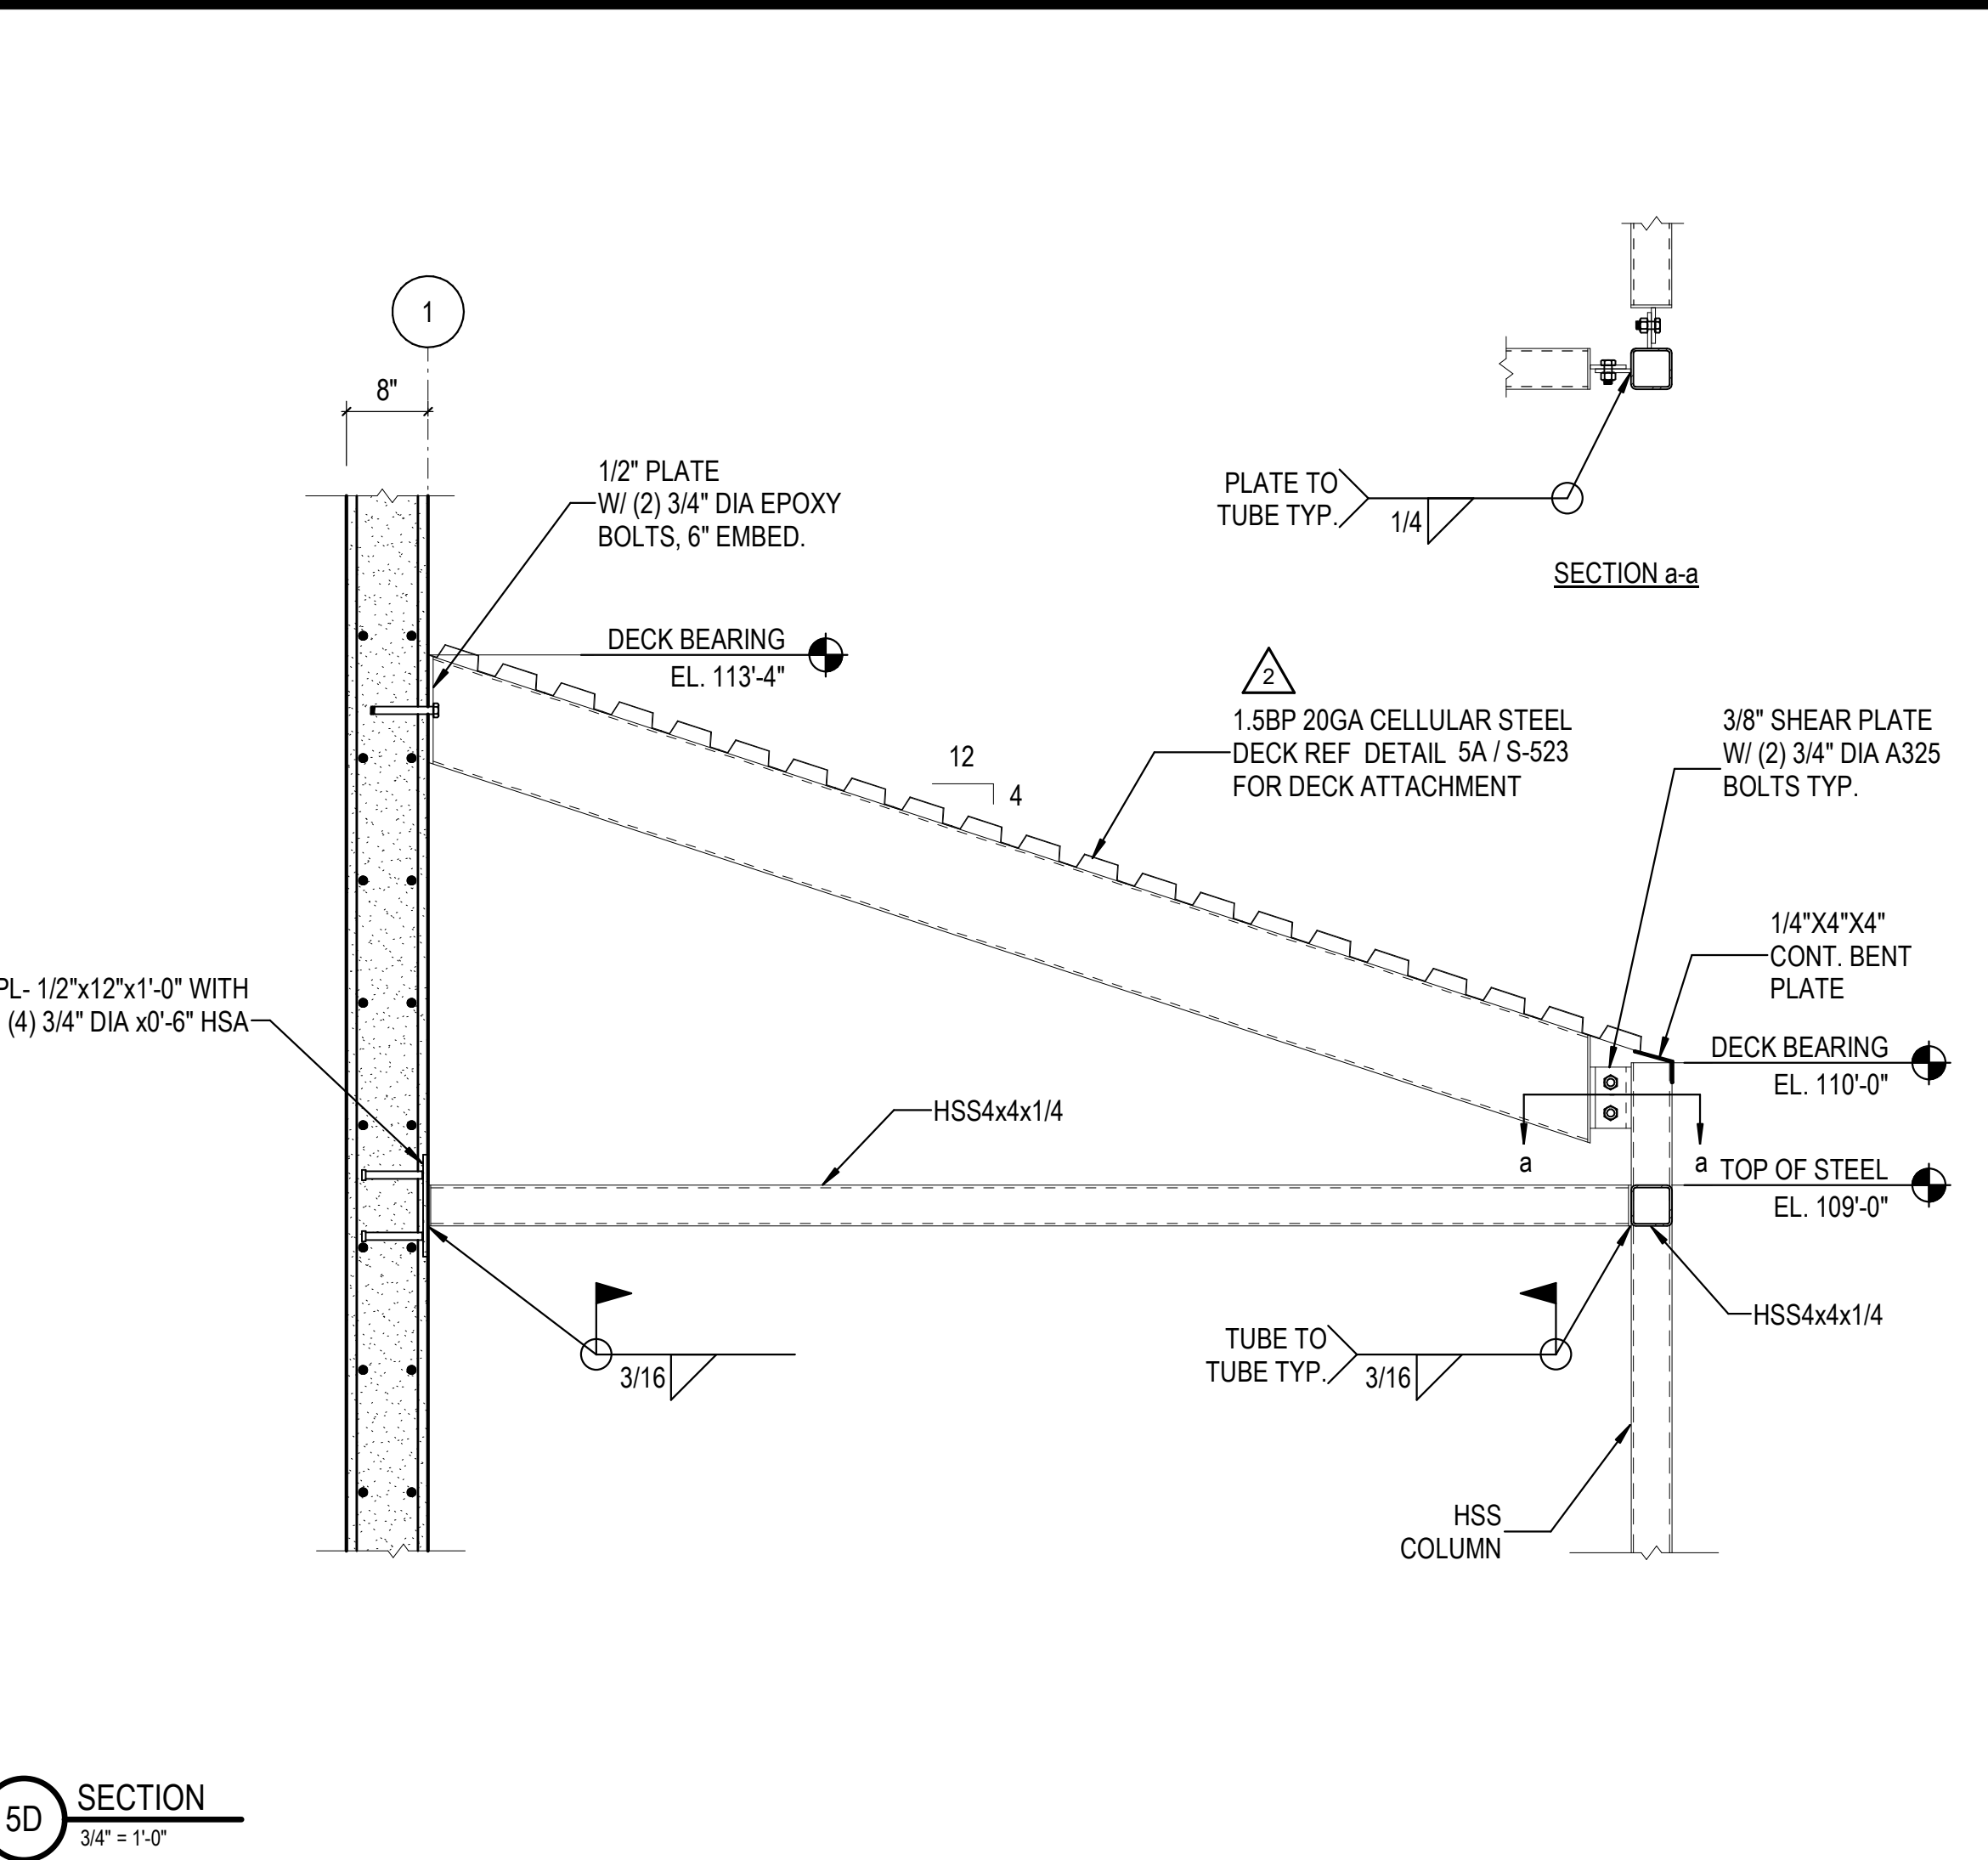 1
8"
1/2" PLATE
W/ (2) 3/4" DIA EPOXY
BOLTS, 6" EMBED.
PLATE TO
TUBE TYP.
1/4
SECTION a-a
DECK BEARING
EL. 113'-4"
2
1.5BP 20GA CELLULAR STEEL
DECK REF DETAIL 5A / S-523
FOR DECK ATTACHMENT
3/8" SHEAR PLATE
W/ (2) 3/4" DIA A325
BOLTS TYP.
12
4
1/4"X4"X4"
CONT. BENT
PLATE
PL- 1/2"x12"x1'-0" WITH
(4) 3/4" DIA x0'-6" HSA
DECK BEARING
EL. 110'-0"
HSS4x4x1/4
a
a
TOP OF STEEL
EL. 109'-0"
HSS4x4x1/4
3/16
TUBE TO
TUBE TYP.
3/16
HSS
COLUMN
5D
SECTION
3/4" = 1'-0"